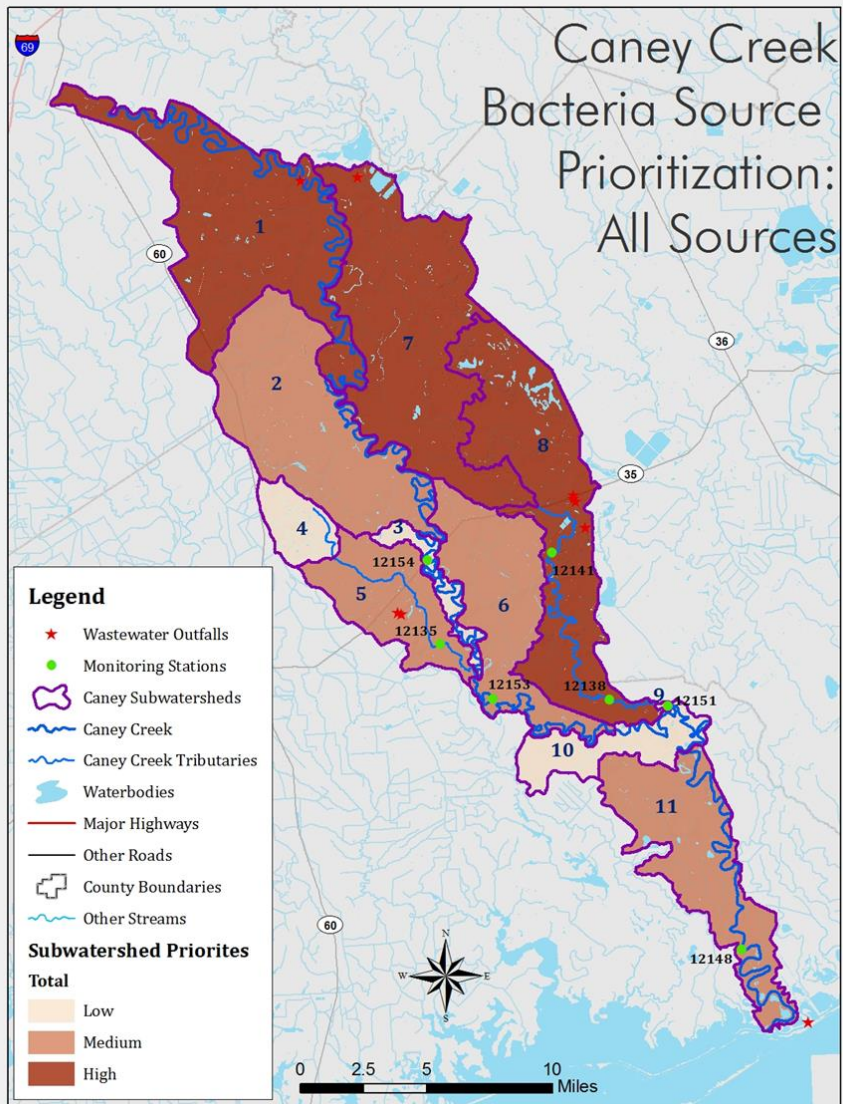 Caney Creek
Bacteria Source
Prioritization:
All Sources
69
60
1
7
2
36
8
35
4
3
12154
12141
5
6
12135
12153
12138
9
12151
10
11
60
12148
N
W
E
S
Legend
Wastewater Outfalls
Monitoring Stations
Caney Subwatersheds
Caney Creek
Caney Creek Tributaries
Waterbodies
Major Highways
Other Roads
County Boundaries
Other Streams
Subwatershed Priorites
Total
Low
Medium
High
0 2.5 5 10
Miles